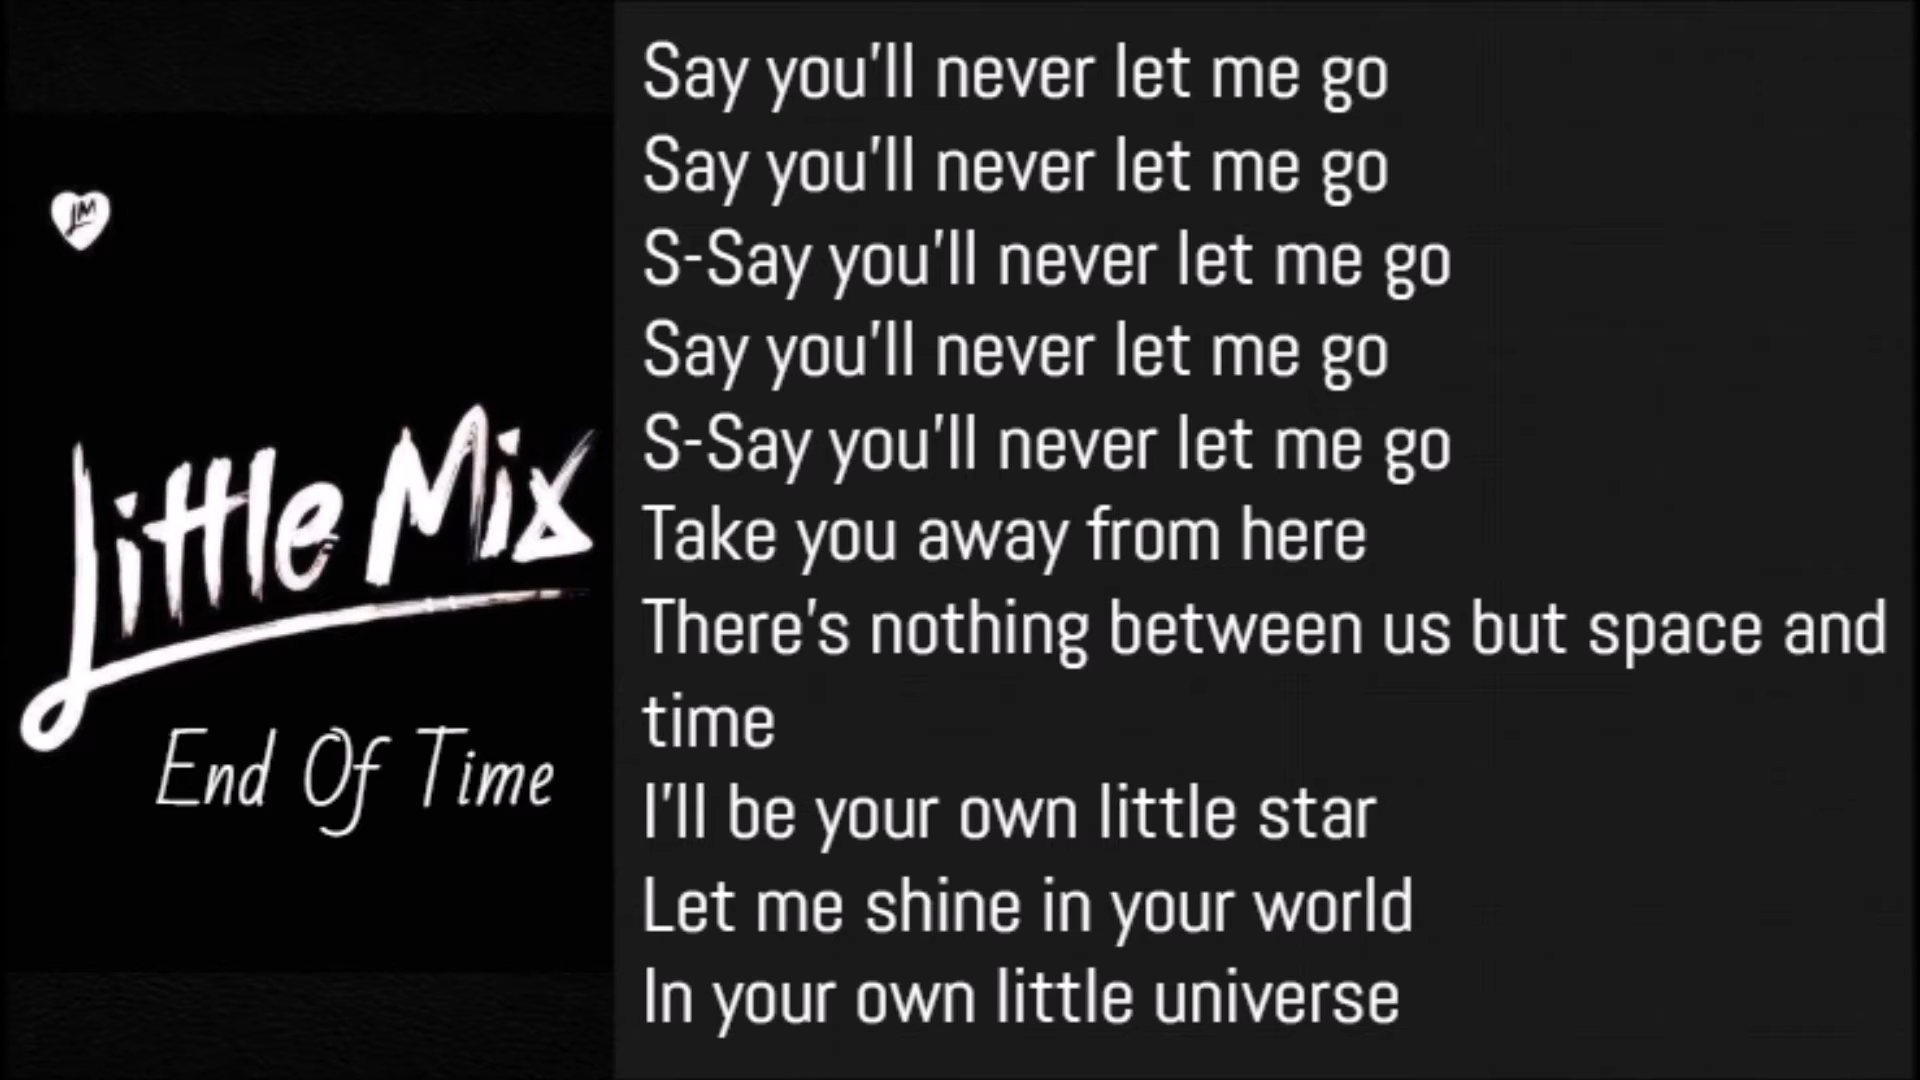 LM
Little Mix
End Of Time
Say you'll never let me go
Say you'll never let me go
S-Say you'll never let me go
Say you'll never let me go
S-Say you'll never let me go
Take you away from here
There's nothing between us but space and
time
I'll be your own little star
Let me shine in your world
In your own little universe